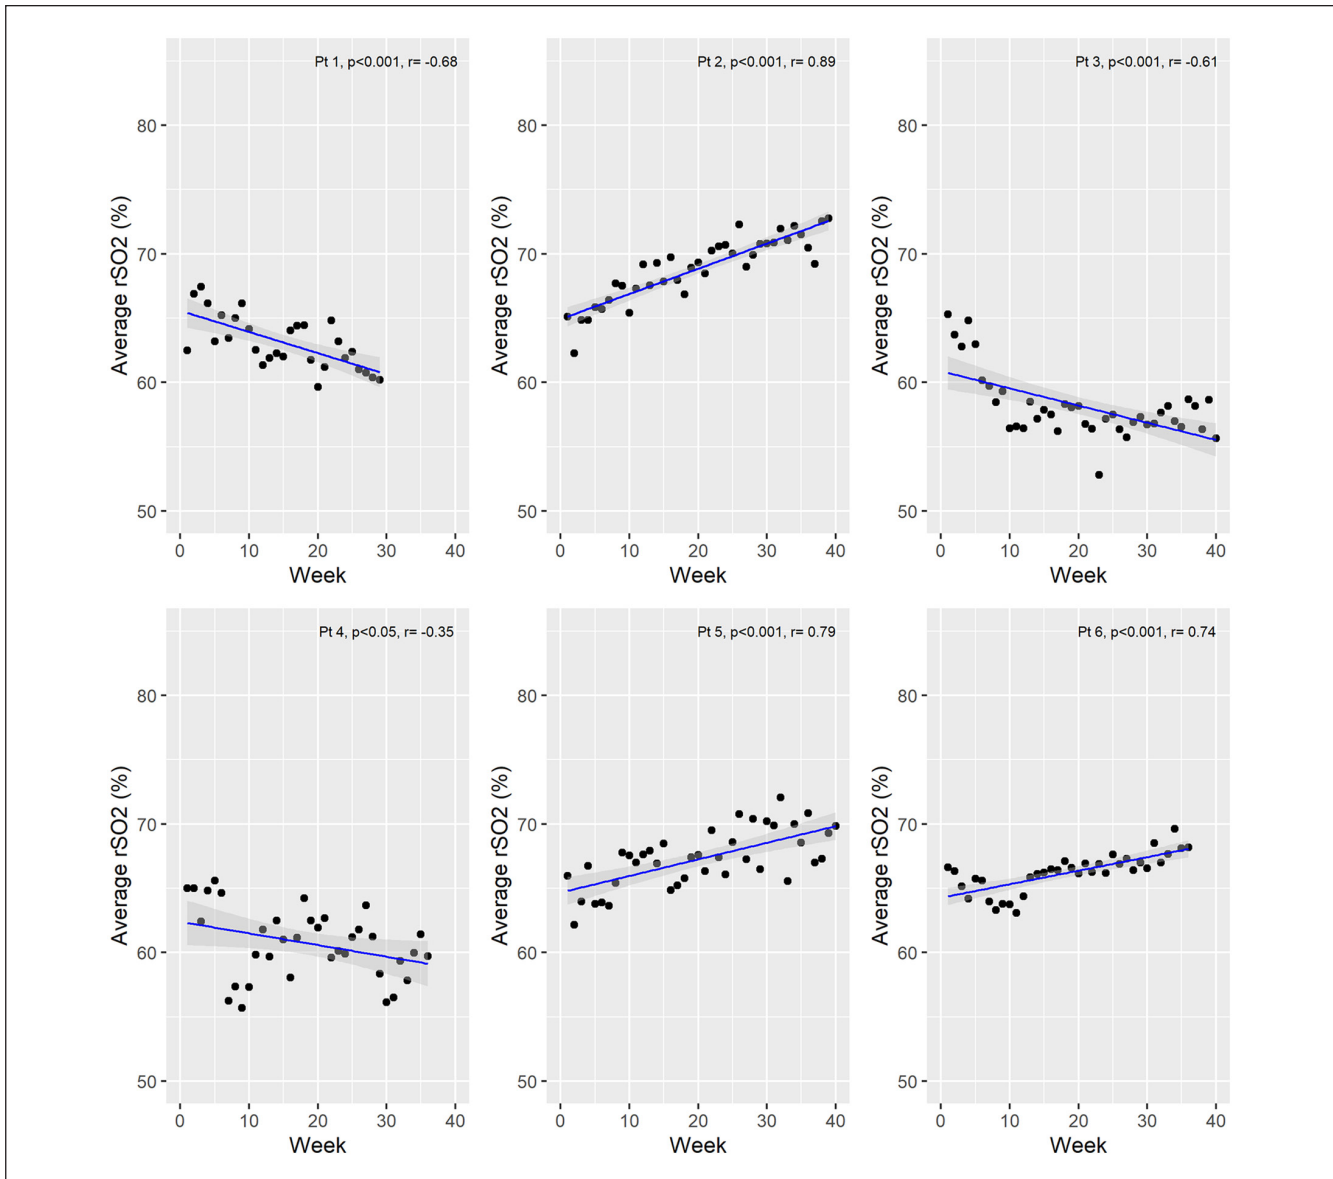 Pt 1, p<0.001, r= -0.68
80
70
60
50
Average rSO2 (%)
0 10 20 30 40
Week
Pt 2, p<0.001, r= 0.89
80
70
60
50
Average rSO2 (%)
0 10 20 30 40
Week
Pt 3, p<0.001, r= -0.61
80
70
60
50
Average rSO2 (%)
0 10 20 30 40
Week
Pt 4, p<0.05, r= -0.35
80
70
60
50
Average rSO2 (%)
0 10 20 30 40
Week
Pt 5, p<0.001, r= 0.79
80
70
60
50
Average rSO2 (%)
0 10 20 30 40
Week
Pt 6, p<0.001, r= 0.74
80
70
60
50
Average rSO2 (%)
0 10 20 30 40
Week